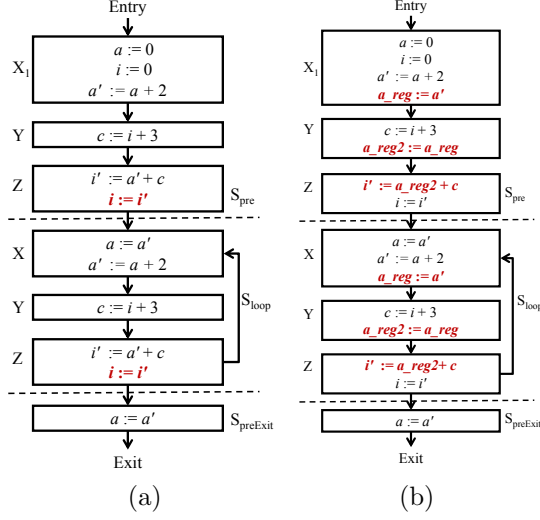 Entry
X1
a := 0
i := 0
a′ := a + 2
Y
c := i + 3
Z
i′ := a′ + c
i := i′
Spre
X
a := a′
a′ := a + 2
Y
c := i + 3
Sloop
Z
i′ := a′ + c
i := i′
a := a′
SpreExit
Exit
(a)
Entry
X1
a := 0
i := 0
a′ := a + 2
a_reg := a′
Y
c := i + 3
a_reg2 := a_reg
Z
i′ := a_reg2 + c
i := i′
Spre
X
a := a′
a′ := a + 2
a_reg := a′
Sloop
Y
c := i + 3
a_reg2 := a_reg
Z
i′ := a_reg2+ c
i := i′
a := a′
SpreExit
Exit
(b)